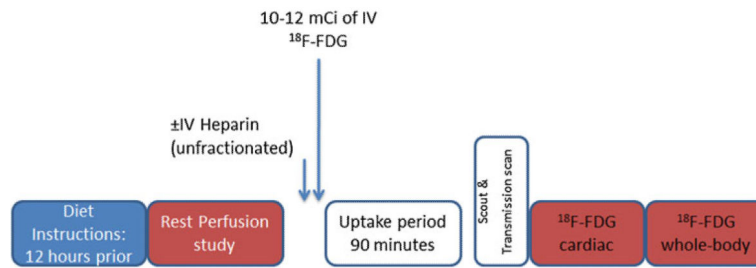 10-12 mCi of IV
¹⁸F-FDG
±IV Heparin
(unfractionated)
Diet
Instructions:
12 hours prior
Rest Perfusion
study
Uptake period
90 minutes
Scout &
Transmission scan
¹⁸F-FDG
cardiac
¹⁸F-FDG
whole-body